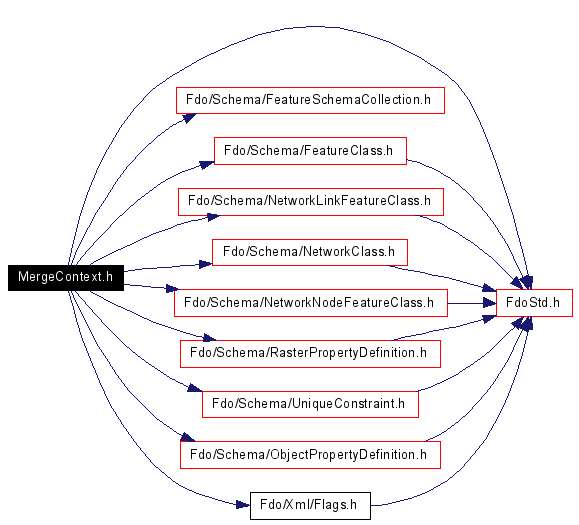 Fdo/Schema/FeatureSchemaCollection.h
Fdo/Schema/FeatureClass.h
Fdo/Schema/NetworkLinkFeatureClass.h
Fdo/Schema/NetworkClass.h
MergeContext.h
Fdo/Schema/NetworkNodeFeatureClass.h
FdoStd.h
Fdo/Schema/RasterPropertyDefinition.h
Fdo/Schema/UniqueConstraint.h
Fdo/Schema/ObjectPropertyDefinition.h
Fdo/Xml/Flags.h